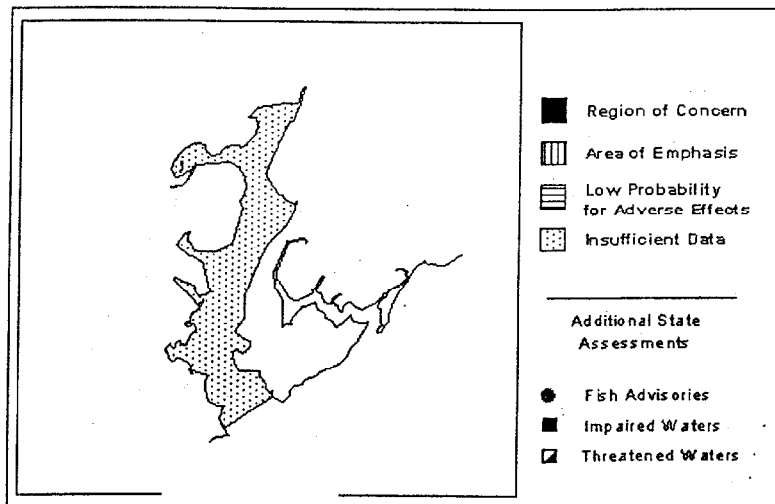 Region of Concern
Area of Emphasis
Low Probability
for Adverse Effects
Insufficient Data
Additional State
Assessments
Fish Advisories
Impaired Waters
Threatened Waters